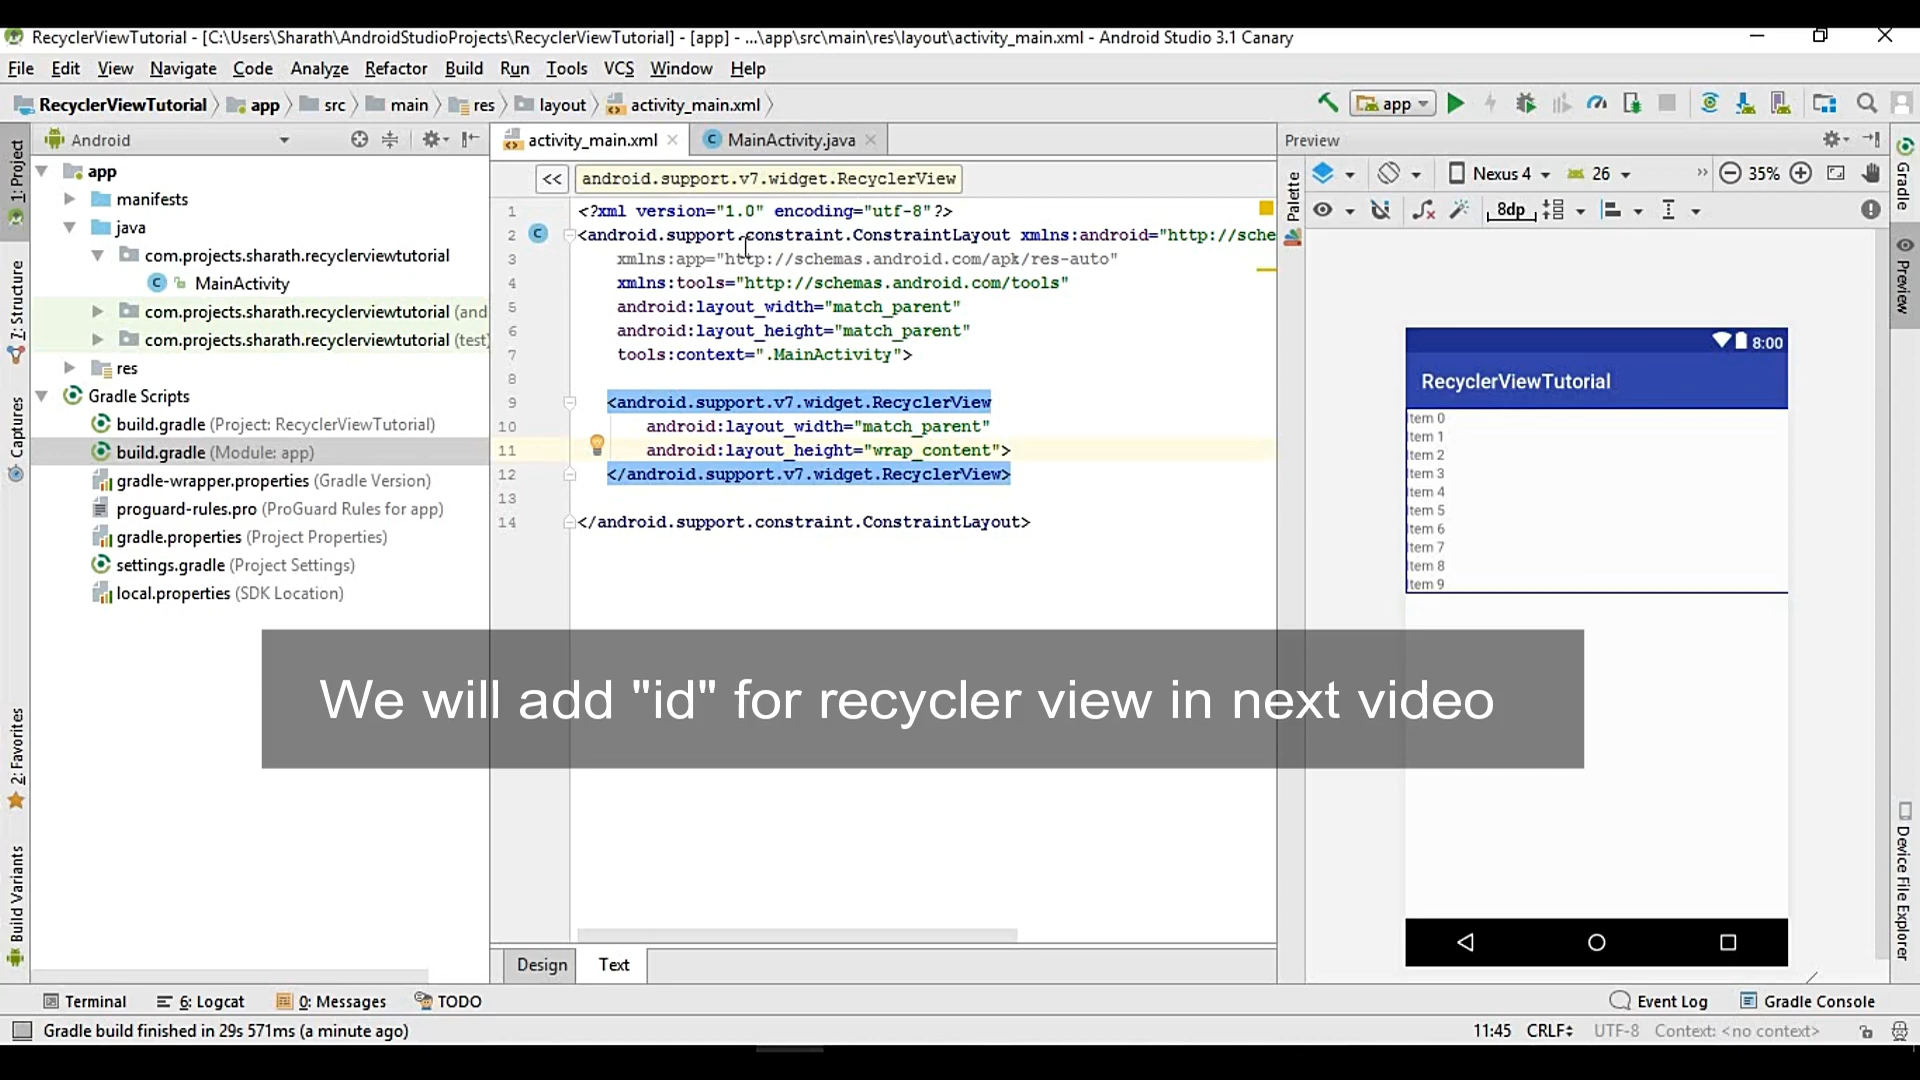 RecyclerViewTutorial - [C:\Users\Sharath\AndroidStudioProjects\RecyclerViewTutorial] - [app] - ...\app\src\main\res\layout\activity_main.xml - Android Studio 3.1 Canary
File Edit View Navigate Code Analyze Refactor Build Run Tools VCS Window Help
RecyclerViewTutorial app src main res layout activity_main.xml
app
Android
activity_main.xml
MainActivity.java
Preview
<<
android.support.v7.widget.RecyclerView
Nexus 4
26
35%
8dp
1: Project
7: Structure
Captures
2: Favorites
Build Variants
app
manifests
java
com.projects.sharath.recyclerviewtutorial
MainActivity
com.projects.sharath.recyclerviewtutorial (and
com.projects.sharath.recyclerviewtutorial (test)
res
Gradle Scripts
build.gradle (Project: RecyclerViewTutorial)
build.gradle (Module: app)
gradle-wrapper.properties (Gradle Version)
proguard-rules.pro (ProGuard Rules for app)
gradle.properties (Project Properties)
settings.gradle (Project Settings)
local.properties (SDK Location)
1 <?xml version="1.0" encoding="utf-8"?>
2 <android.support.constraint.ConstraintLayout xmlns:android="http://sche
3 xmlns:app="http://schemas.android.com/apk/res-auto"
4 xmlns:tools="http://schemas.android.com/tools"
5 android:layout_width="match_parent"
6 android:layout_height="match_parent"
7 tools:context=".MainActivity">
8
9 <android.support.v7.widget.RecyclerView
10 android:layout_width="match_parent"
11 android:layout_height="wrap_content">
12 </android.support.v7.widget.RecyclerView>
13
14 </android.support.constraint.ConstraintLayout>
Palette
8:00
RecyclerViewTutorial
Item 0
Item 1
Item 2
Item 3
Item 4
Item 5
Item 6
Item 7
Item 8
Item 9
Gradle
Preview
Device File Explorer
We will add "id" for recycler view in next video
Design
Text
Terminal
6: Logcat
0: Messages
TODO
Event Log
Gradle Console
Gradle build finished in 29s 571ms (a minute ago)
11:45 CRLF UTF-8 Context: <no context>